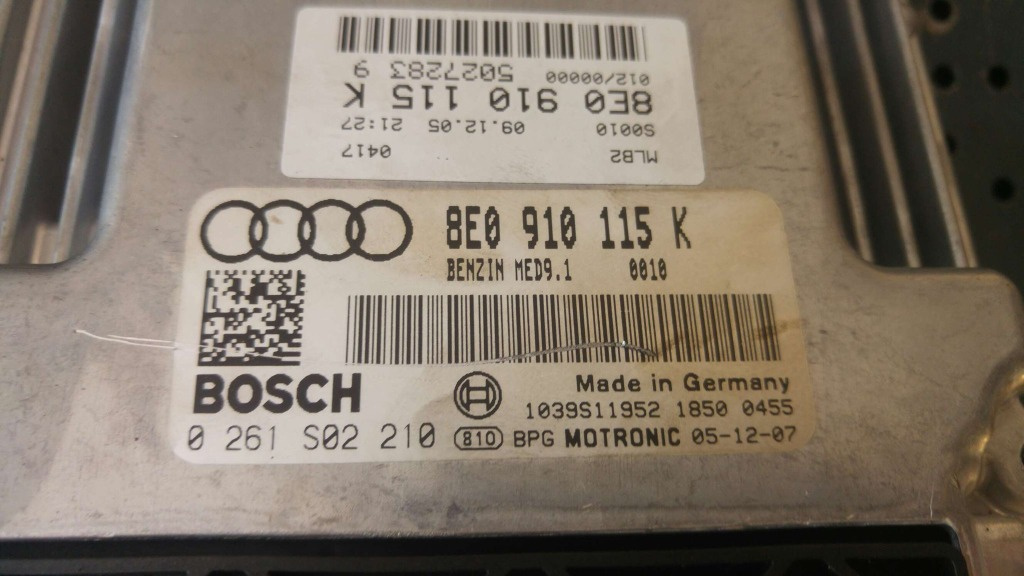 MLB2 0417
S0010 09.12.05 21:27
8E0 910 115 K
012/00000 5027283 9
8E0 910 115 K
BENZIN MED9.1 0010
BOSCH
Made in Germany
1039S11952 1850 0455
0 261 S02 210 810 BPG MOTRONIC 05-12-07